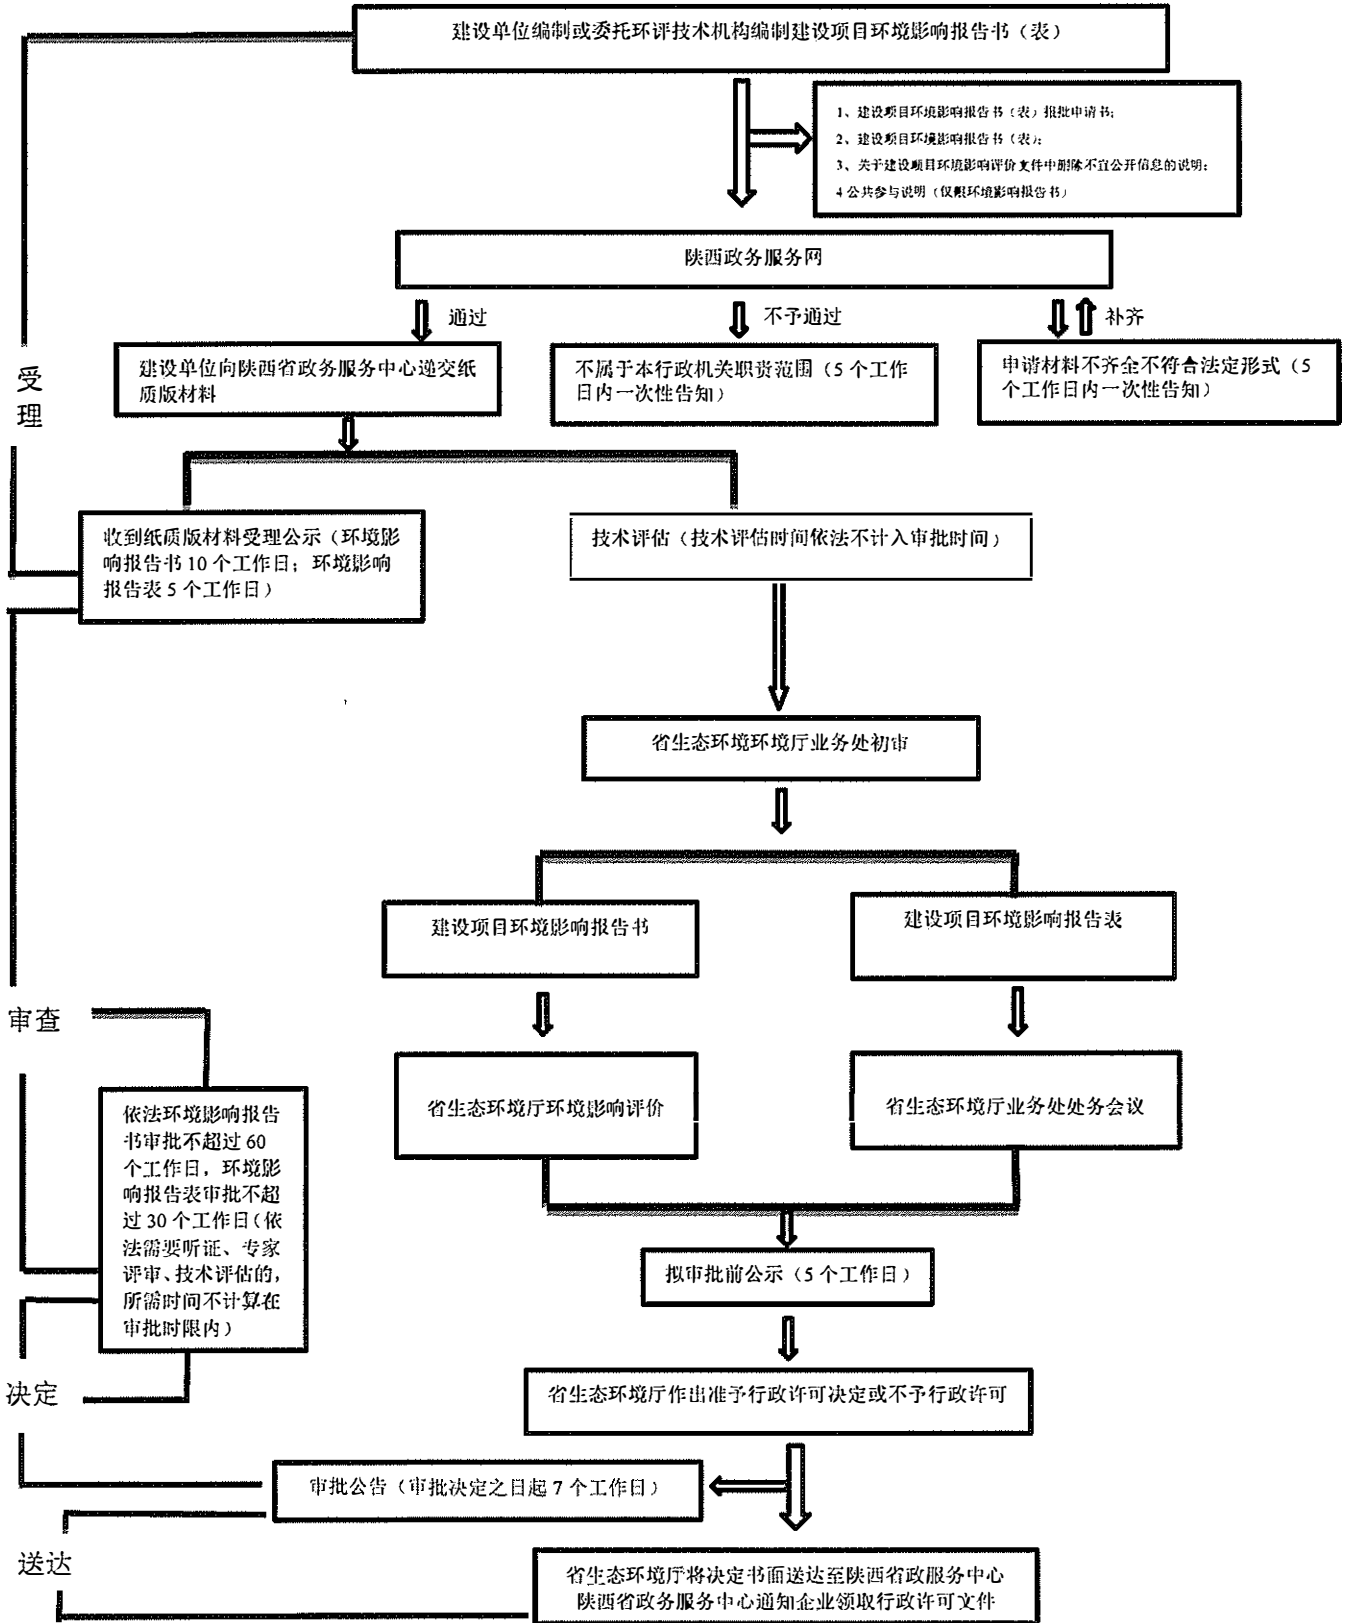 建设单位编制或委托环评技术机构编制建设项目环境影响报告书（表）
1、建设项目环境影响报告书（表）报批申请书；
2、建设项目环境影响报告书（表）；
3、关于建设项目环境影响评价文件中删除不宜公开信息的说明；
4公共参与说明（仅限环境影响报告书）
陕西政务服务网
通过
不予通过
补齐
建设单位向陕西省政务服务中心递交纸
质版材料
不属于本行政机关职责范围（5 个工作
日内一次性告知）
申请材料不齐全不符合法定形式（5
个工作日内一次性告知）
受
理
收到纸质版材料受理公示（环境影
响报告书 10 个工作日；环境影响
报告表 5 个工作日）
技术评估（技术评估时间依法不计入审批时间）
省生态环境环境厅业务处初审
建设项目环境影响报告书
建设项目环境影响报告表
审查
省生态环境厅环境影响评价
省生态环境厅业务处处务会议
依法环境影响报告
书审批不超过 60
个工作日，环境影
响报告表审批不超
过 30 个工作日（依
法需要听证、专家
评审、技术评估的，
所需时间不计算在
审批时限内）
拟审批前公示（5 个工作日）
决定
省生态环境厅作出准予行政许可决定或不予行政许可
审批公告（审批决定之日起 7 个工作日）
送达
省生态环境厅将决定书面送达至陕西省政服务中心
陕西省政务服务中心通知企业领取行政许可文件